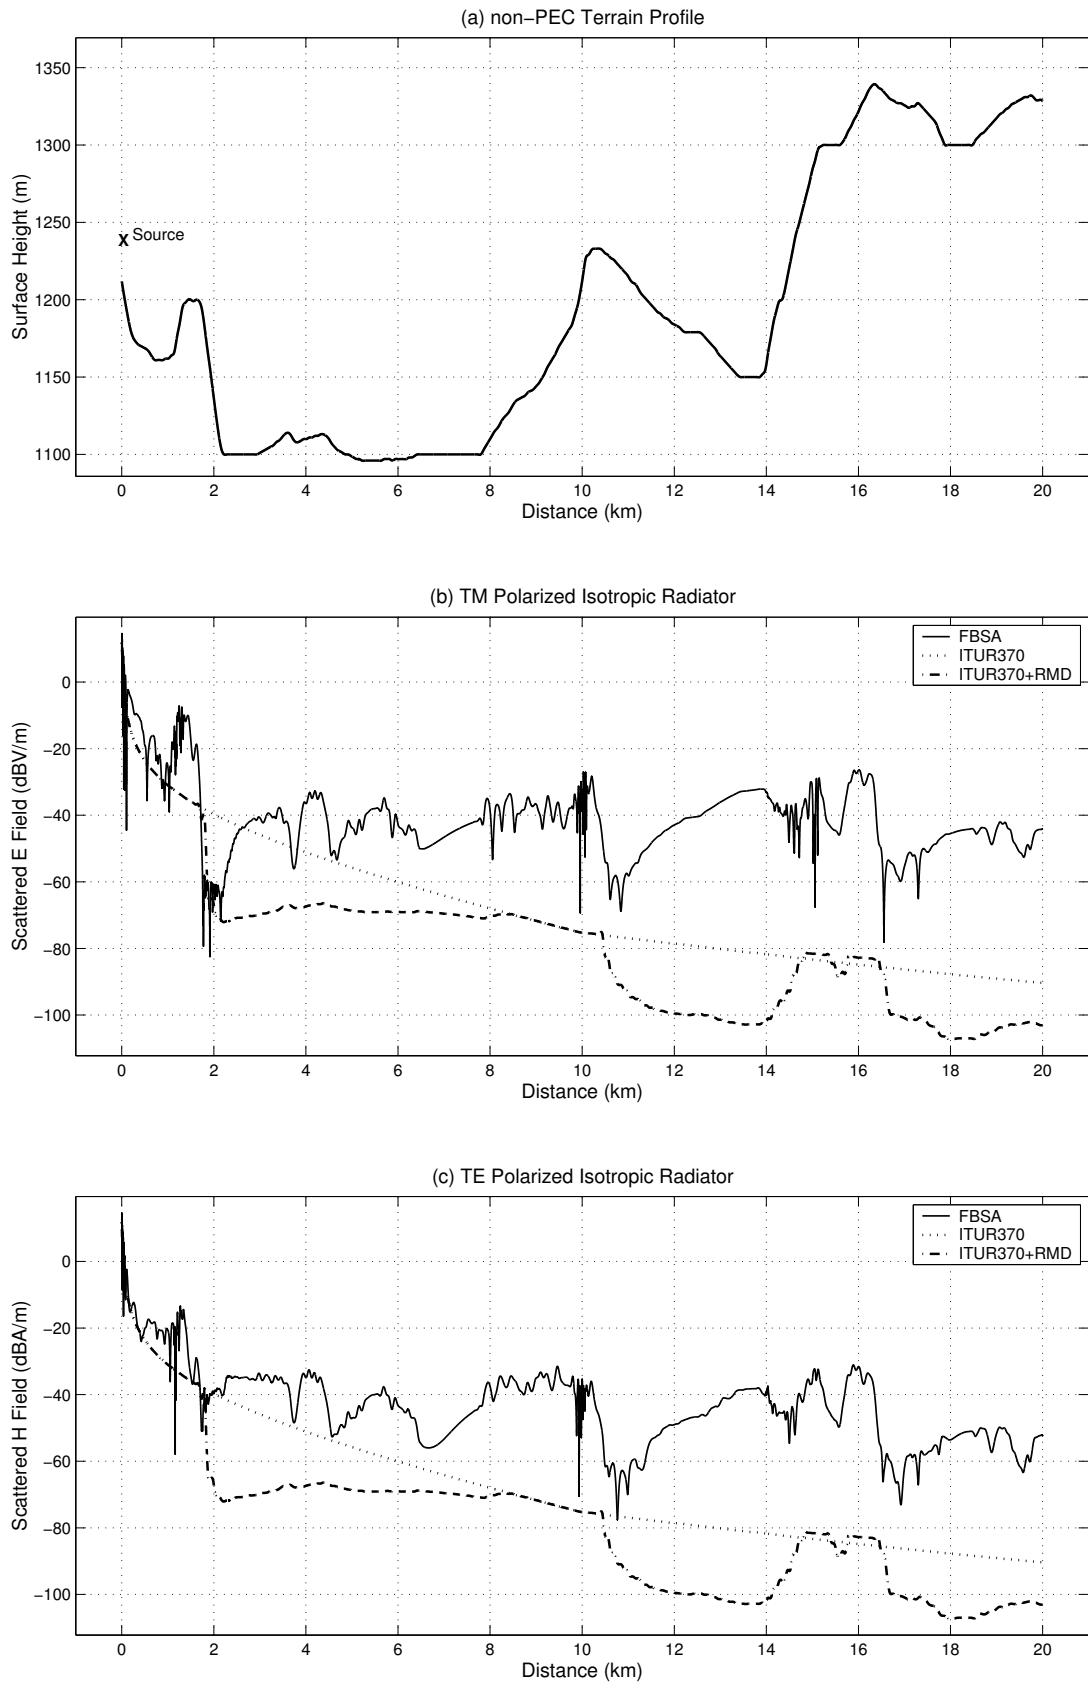 (a) non−PEC Terrain Profile
1350
1300
1250
1200
1150
1100
Surface Height (m)
x Source
0 2 4 6 8 10 12 14 16 18 20
Distance (km)
(b) TM Polarized Isotropic Radiator
FBSA
ITUR370
ITUR370+RMD
0
−20
−40
−60
−80
−100
Scattered E Field (dBV/m)
0 2 4 6 8 10 12 14 16 18 20
Distance (km)
(c) TE Polarized Isotropic Radiator
FBSA
ITUR370
ITUR370+RMD
0
−20
−40
−60
−80
−100
Scattered H Field (dBA/m)
0 2 4 6 8 10 12 14 16 18 20
Distance (km)